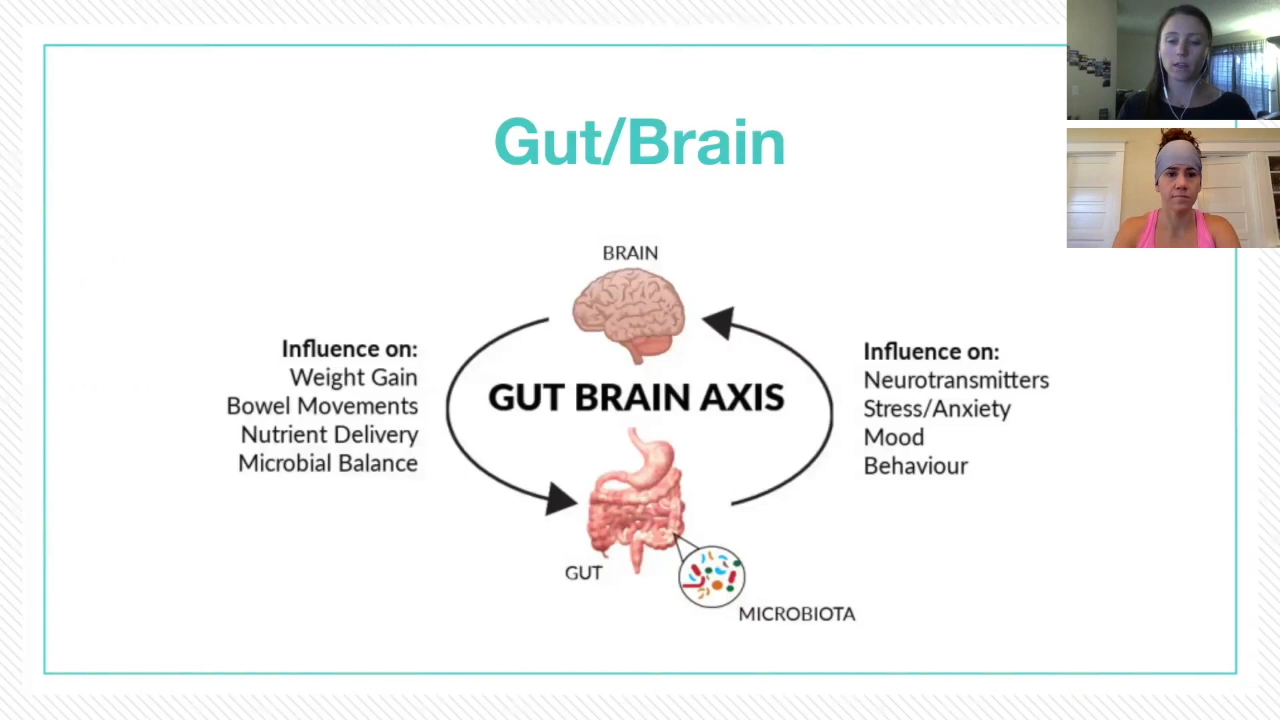 Gut/Brain
BRAIN
Influence on:
Weight Gain
Bowel Movements
Nutrient Delivery
Microbial Balance
GUT BRAIN AXIS
Influence on:
Neurotransmitters
Stress/Anxiety
Mood
Behaviour
GUT
MICROBIOTA